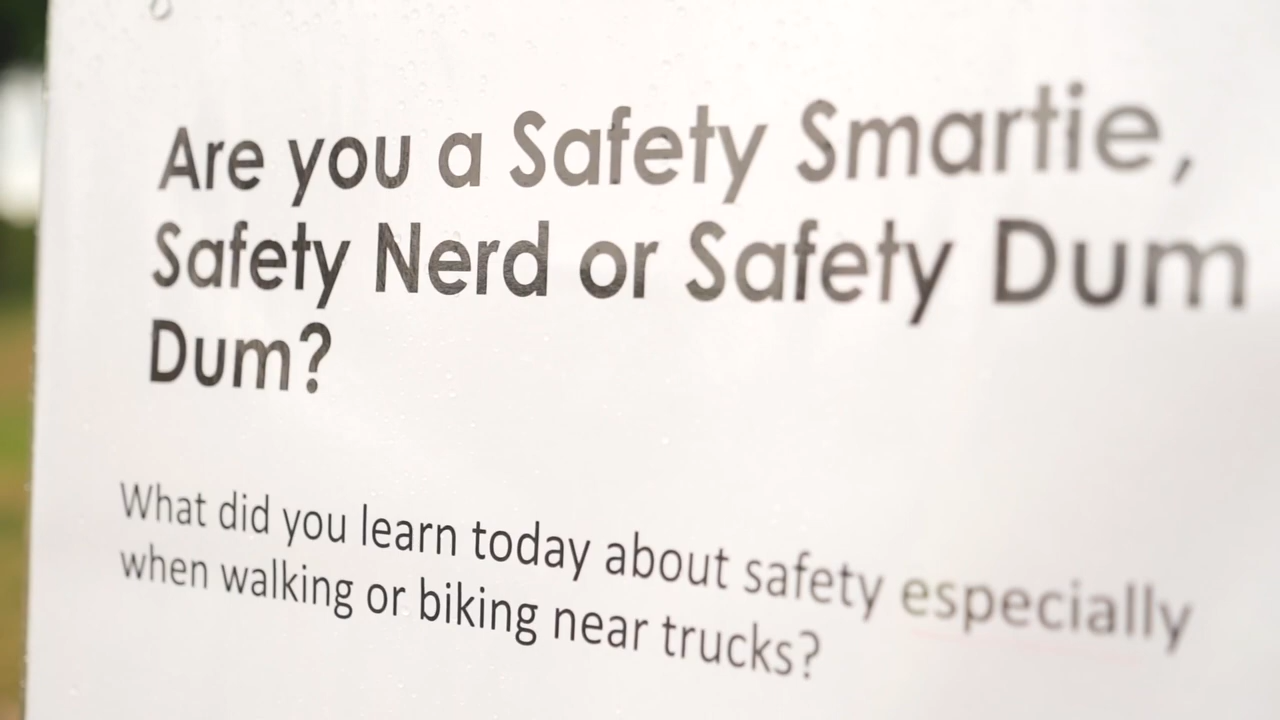 Are you a Safety Smartie,
Safety Nerd or Safety Dum
Dum?
What did you learn today about safety especially
when walking or biking near trucks?